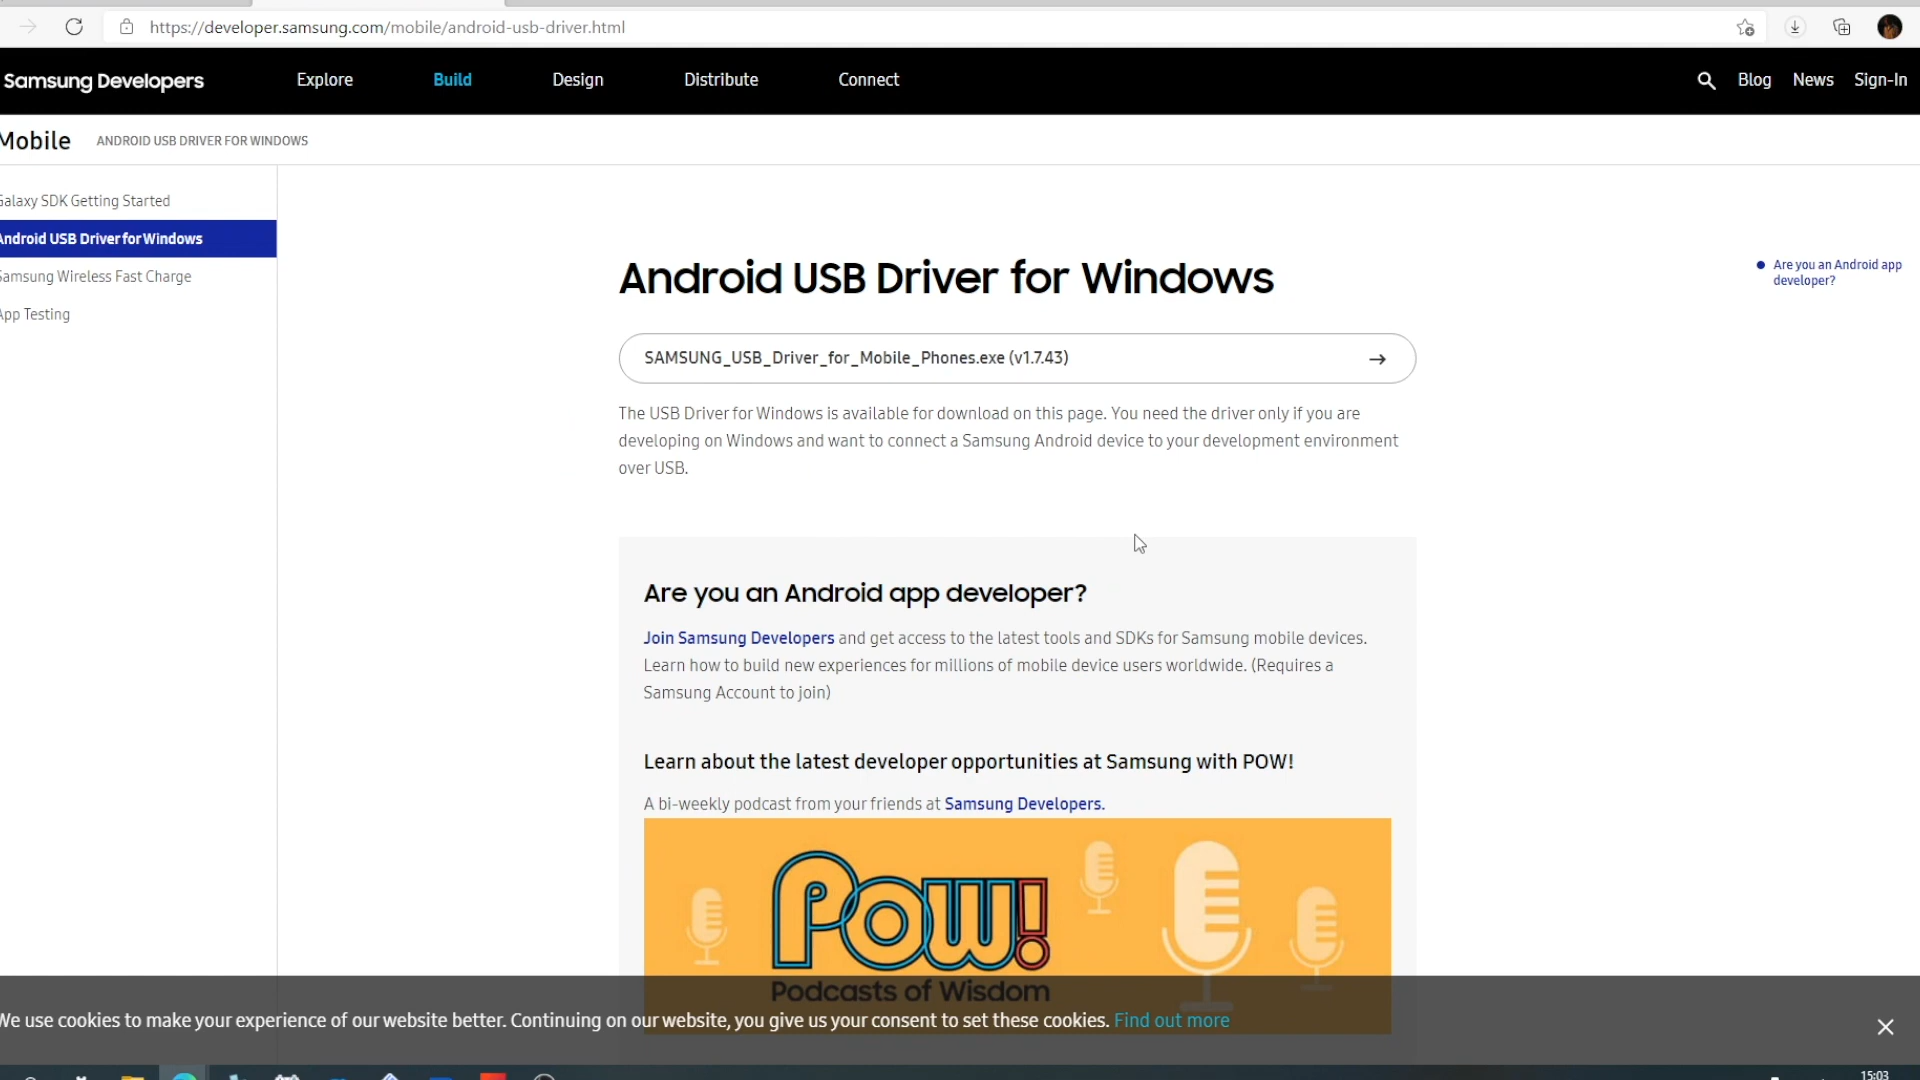 https://developer.samsung.com/mobile/android-usb-driver.html
Samsung Developers Explore Build Design Distribute Connect Blog News Sign-In
Mobile ANDROID USB DRIVER FOR WINDOWS
Galaxy SDK Getting Started
Android USB Driver for Windows
Samsung Wireless Fast Charge
App Testing
Android USB Driver for Windows
Are you an Android app
developer?
SAMSUNG_USB_Driver_for_Mobile_Phones.exe (v1.7.43)
The USB Driver for Windows is available for download on this page. You need the driver only if you are
developing on Windows and want to connect a Samsung Android device to your development environment
over USB.
Are you an Android app developer?
Join Samsung Developers and get access to the latest tools and SDKs for Samsung mobile devices.
Learn how to build new experiences for millions of mobile device users worldwide. (Requires a
Samsung Account to join)
Learn about the latest developer opportunities at Samsung with POW!
A bi-weekly podcast from your friends at Samsung Developers.
POW!
Podcasts of Wisdom
We use cookies to make your experience of our website better. Continuing on our website, you give us your consent to set these cookies. Find out more
15:03